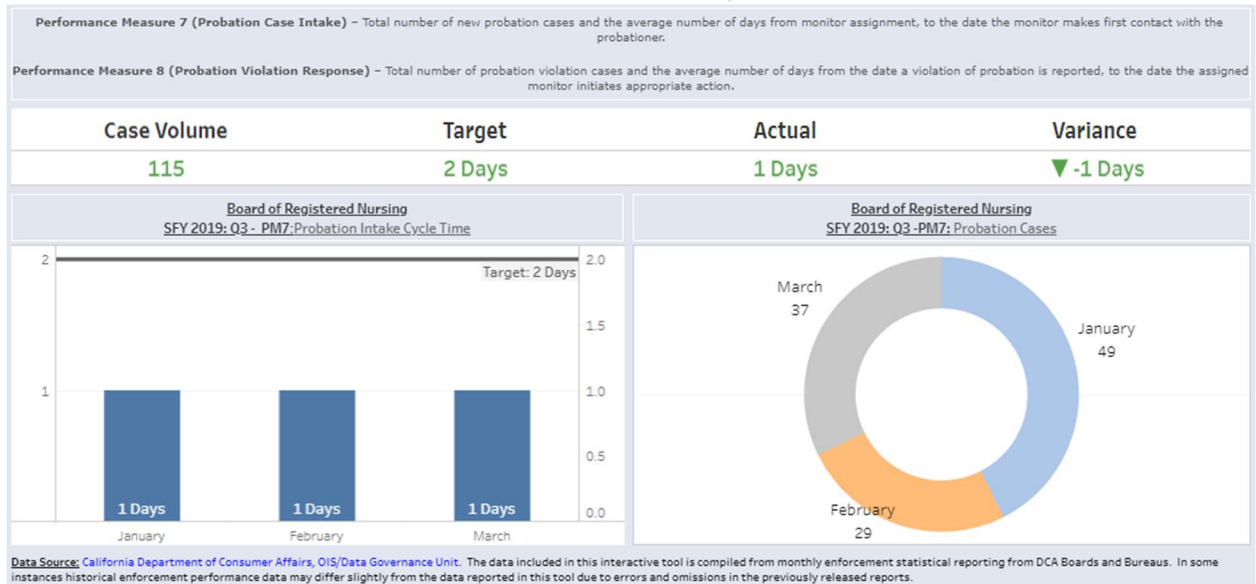 Performance Measure 7 (Probation Case Intake) – Total number of new probation cases and the average number of days from monitor assignment, to the date the monitor makes first contact with the
probationer.
Performance Measure 8 (Probation Violation Response) – Total number of probation violation cases and the average number of days from the date a violation of probation is reported, to the date the assigned
monitor initiates appropriate action.
Case Volume Target Actual Variance
115 2 Days 1 Days ▼ -1 Days
Board of Registered Nursing
SFY 2019: Q3 - PM7:Probation Intake Cycle Time
2 2.0
Target: 2 Days
1.5
1 1.0
0.5
1 Days 1 Days 1 Days
0.0
January February March
Board of Registered Nursing
SFY 2019: Q3 -PM7: Probation Cases
March
37
January
49
February
29
Data Source: California Department of Consumer Affairs, OIS/Data Governance Unit. The data included in this interactive tool is compiled from monthly enforcement statistical reporting from DCA Boards and Bureaus. In some
instances historical enforcement performance data may differ slightly from the data reported in this tool due to errors and omissions in the previously released reports.